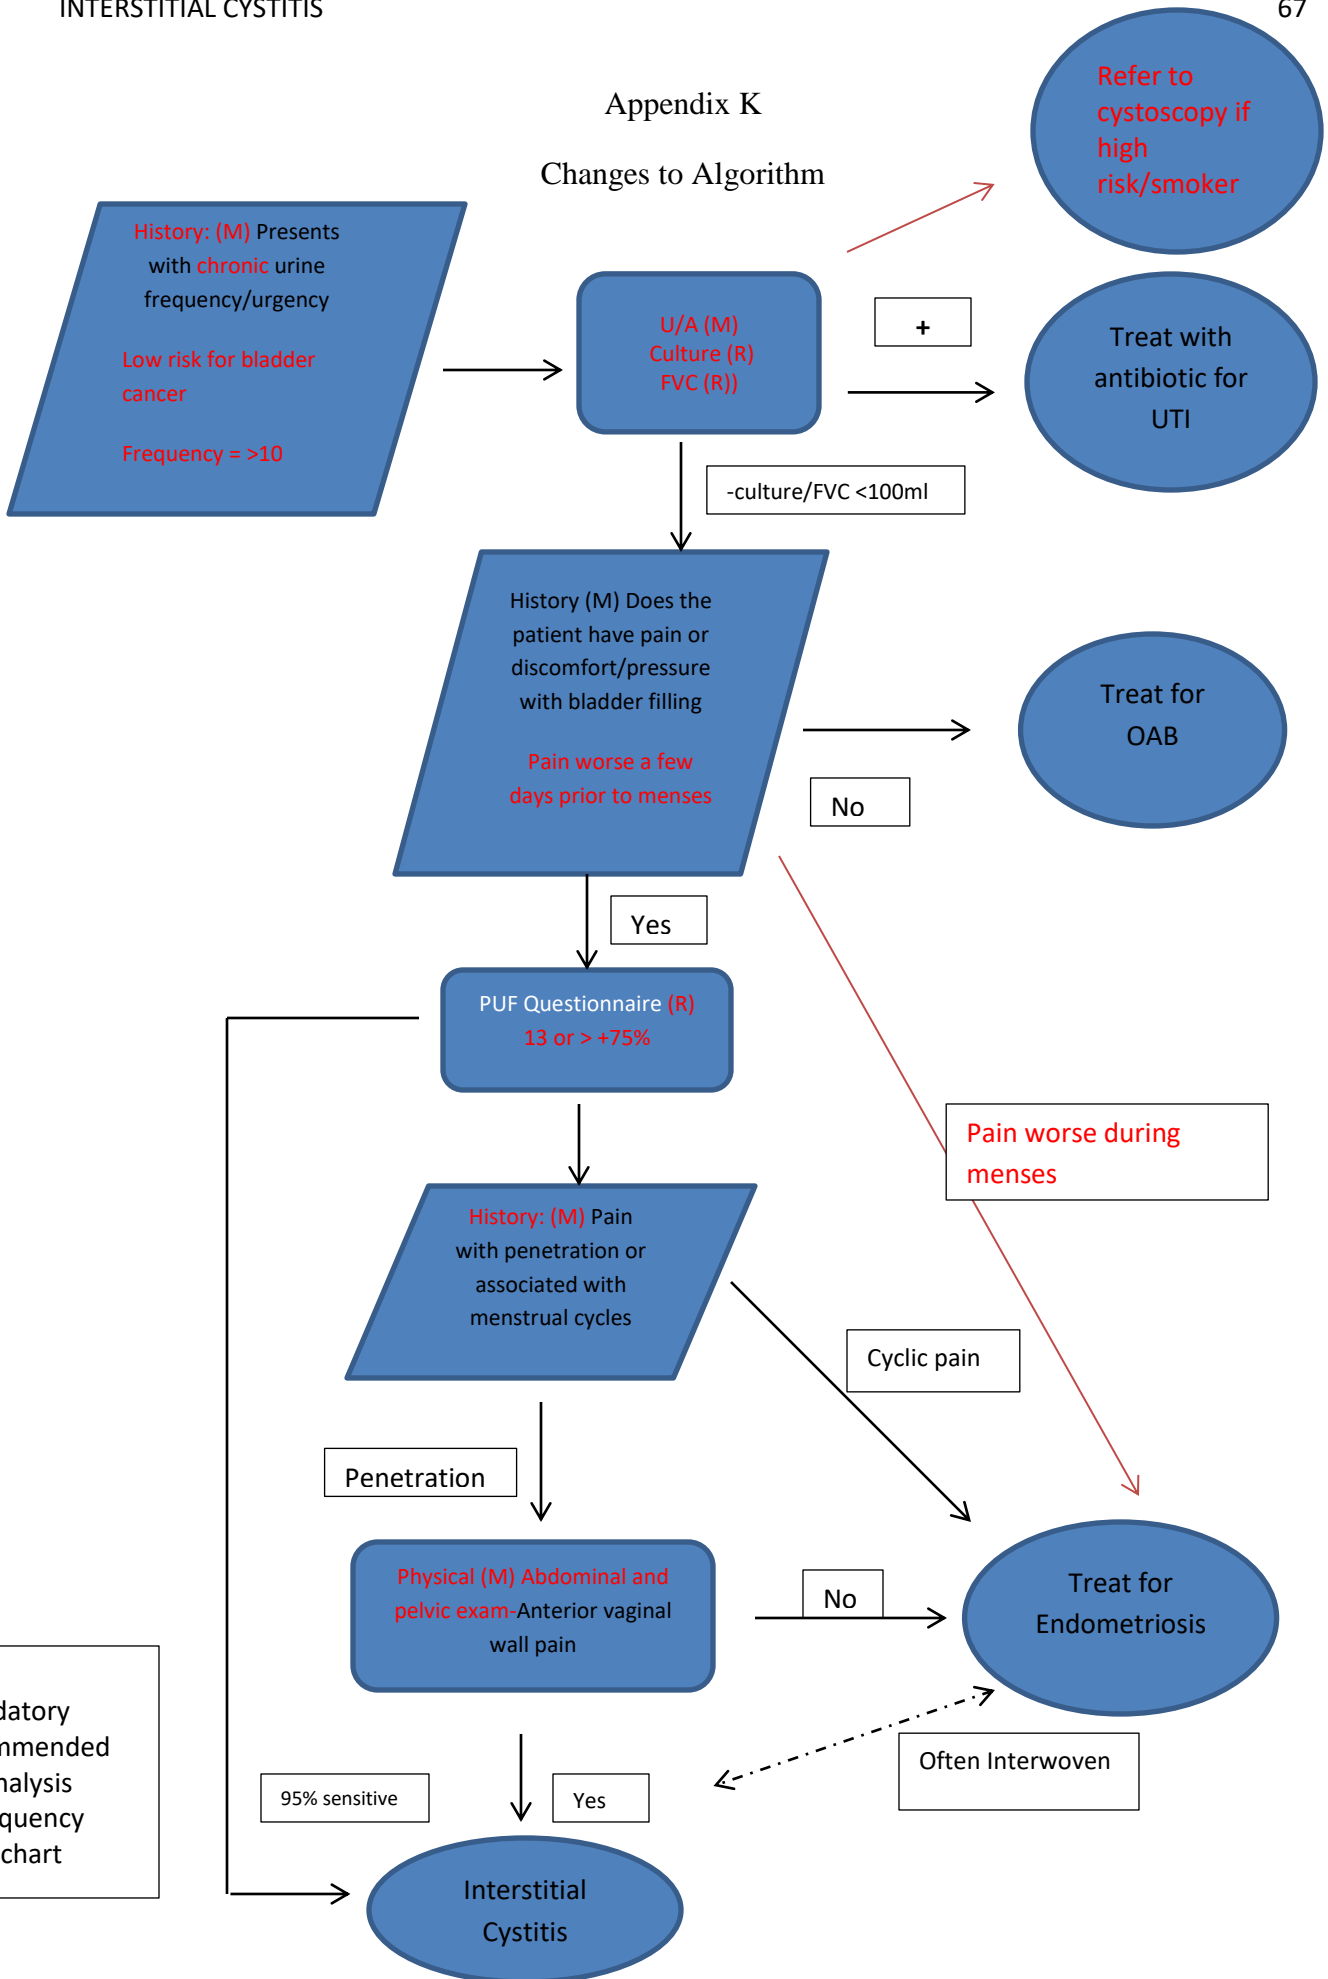 INTERSTITIAL CYSTITIS
67
Appendix K
Changes to Algorithm
Refer to
cystoscopy if
high
risk/smoker
History: (M) Presents
with chronic urine
frequency/urgency
Low risk for bladder
cancer
Frequency = >10
U/A (M)
Culture (R)
FVC (R))
+
Treat with
antibiotic for
UTI
-culture/FVC <100ml
History (M) Does the
patient have pain or
discomfort/pressure
with bladder filling
Pain worse a few
days prior to menses
Treat for
OAB
No
Yes
PUF Questionnaire (R)
13 or > +75%
Pain worse during
menses
History: (M) Pain
with penetration or
associated with
menstrual cycles
Cyclic pain
Penetration
Physical (M) Abdominal and
pelvic exam-Anterior vaginal
wall pain
No
Treat for
Endometriosis
datory
mmended
nalysis
quency
chart
Often Interwoven
95% sensitive
Yes
Interstitial
Cystitis